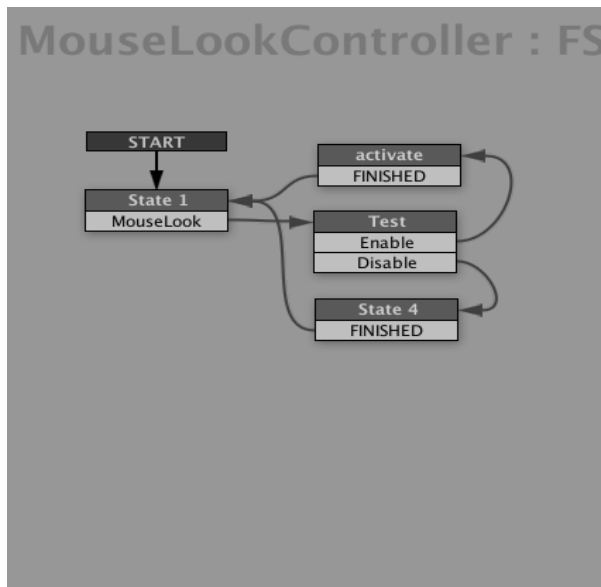 MouseLookController : FS
START
State 1
MouseLook
activate
FINISHED
Test
Enable
Disable
State 4
FINISHED